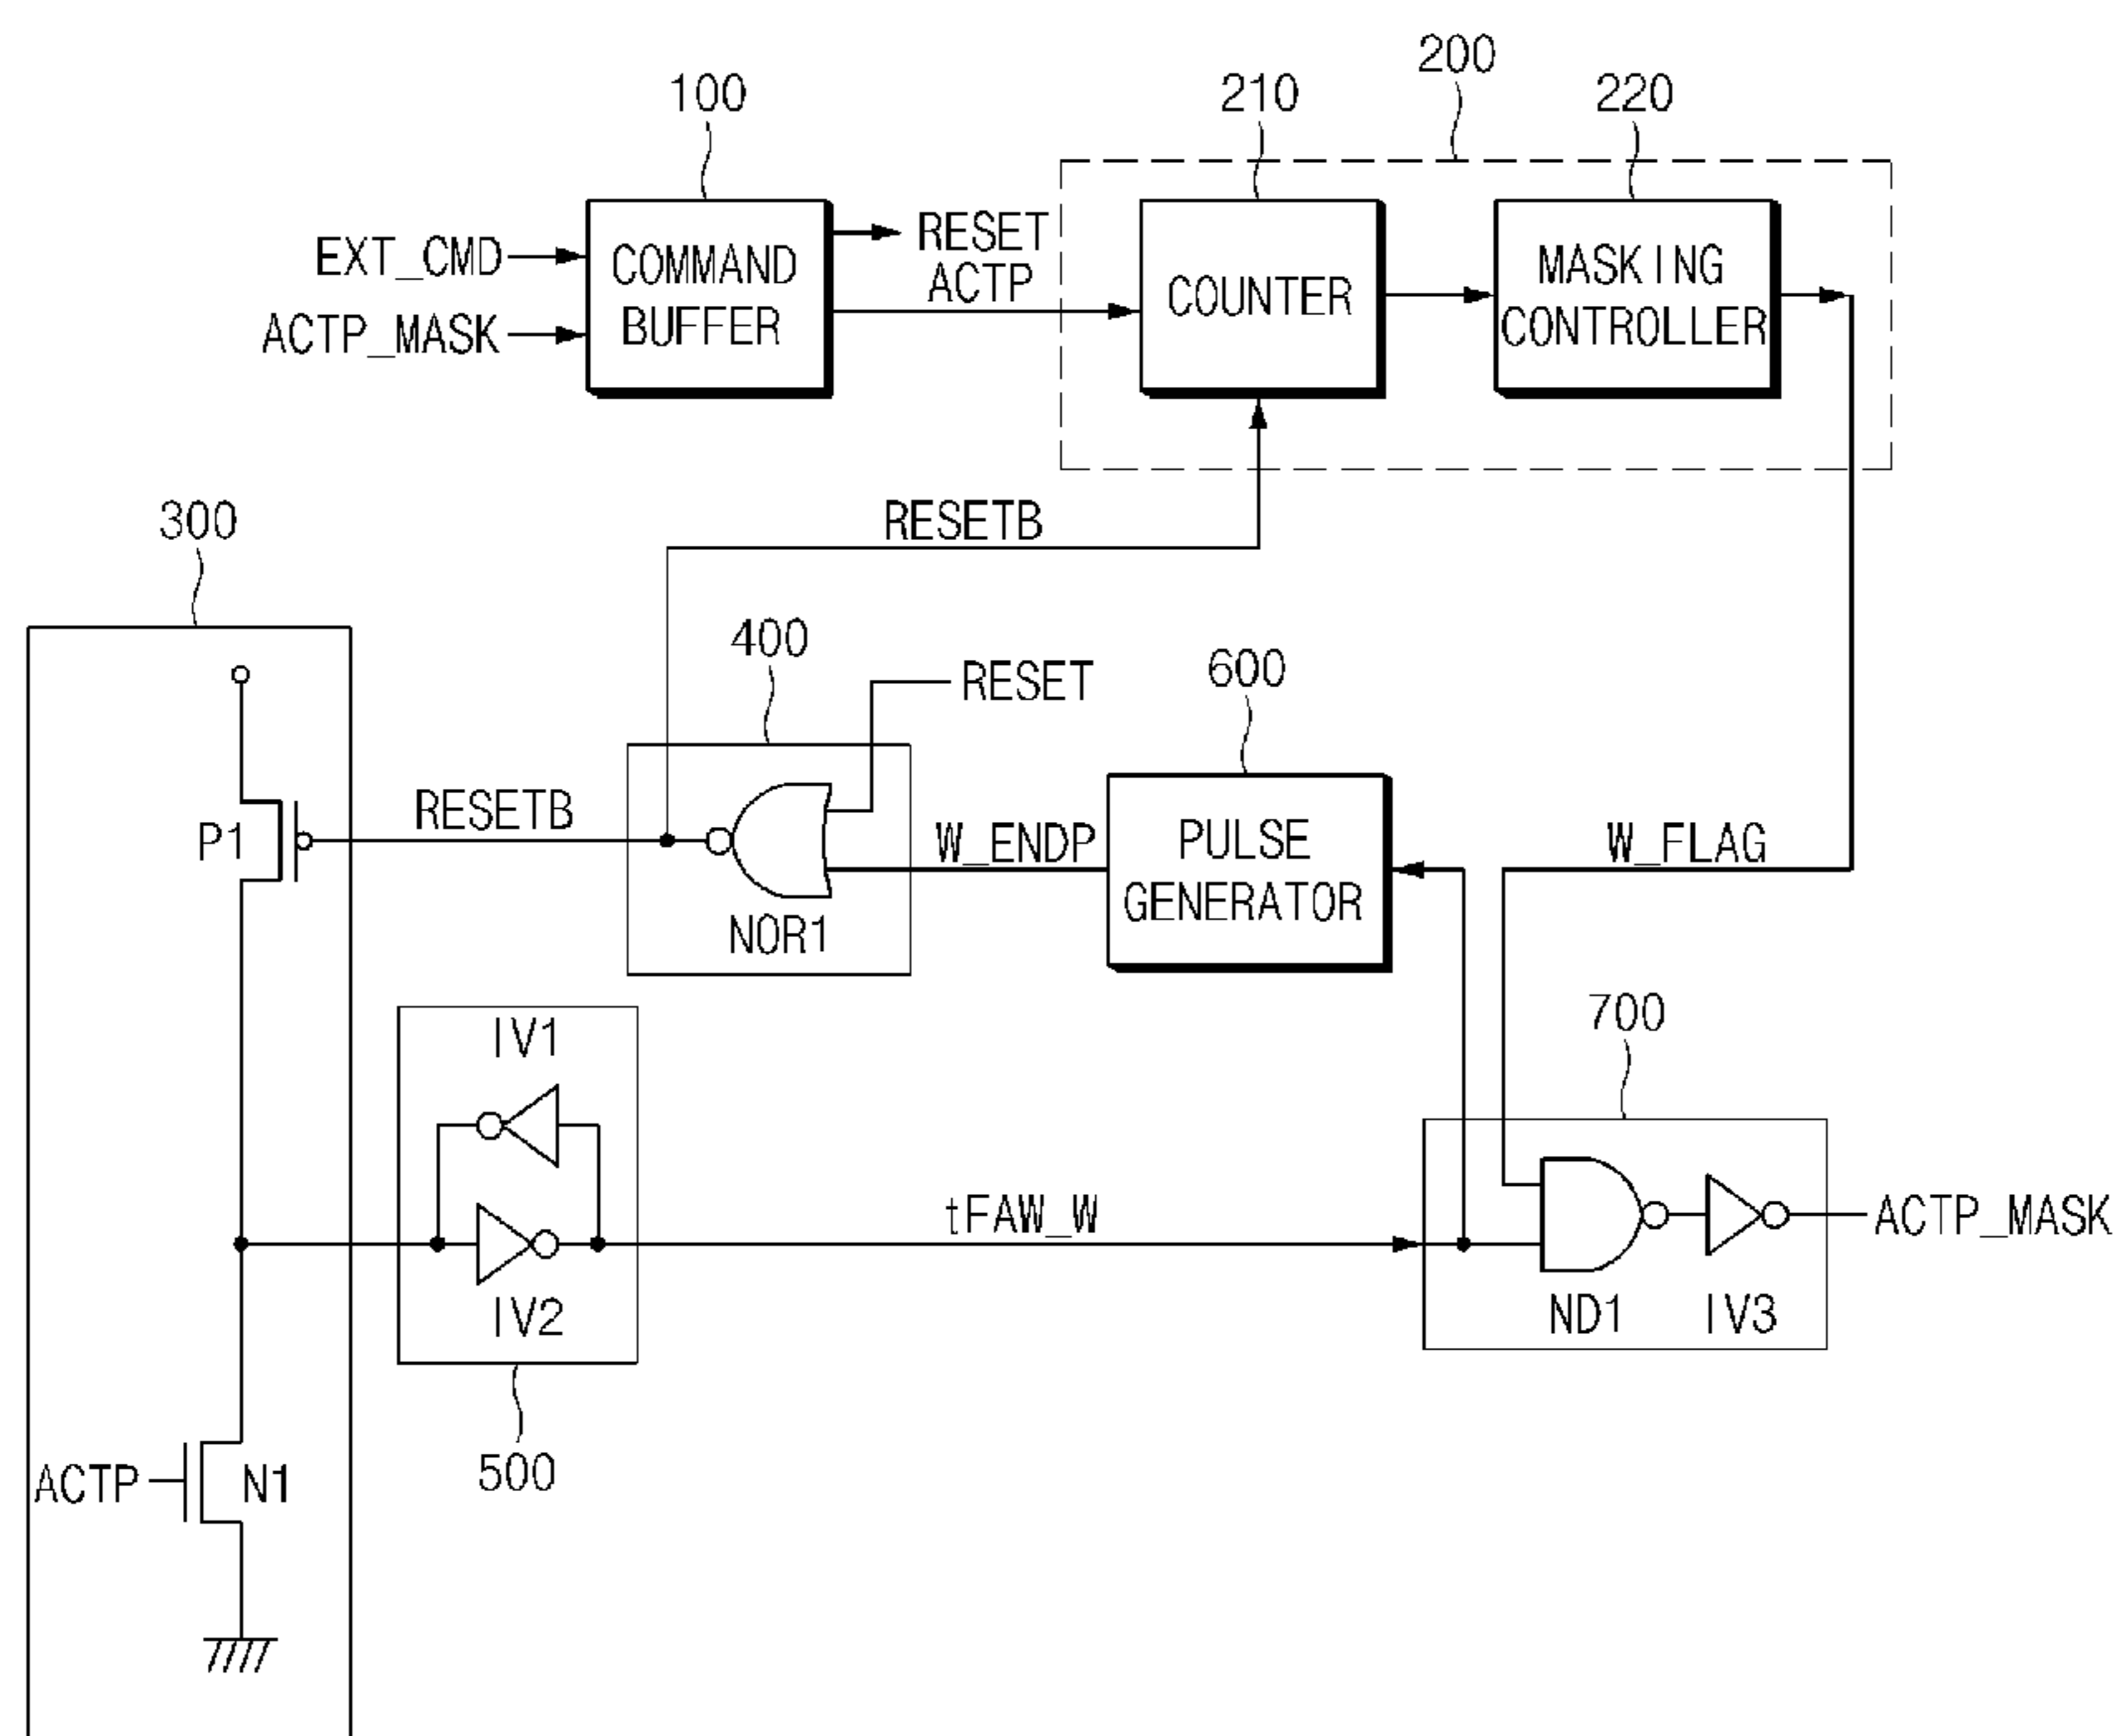 200
100
210
220
EXT_CMD
ACTP_MASK
COMMAND
BUFFER
RESET
ACTP
COUNTER
MASKING
CONTROLLER
RESETB
300
400
RESET
600
P1
RESETB
NOR1
W_ENDP
PULSE
GENERATOR
W_FLAG
700
IV1
IV2
500
tFAW_W
ND1
IV3
ACTP_MASK
ACTP
N1